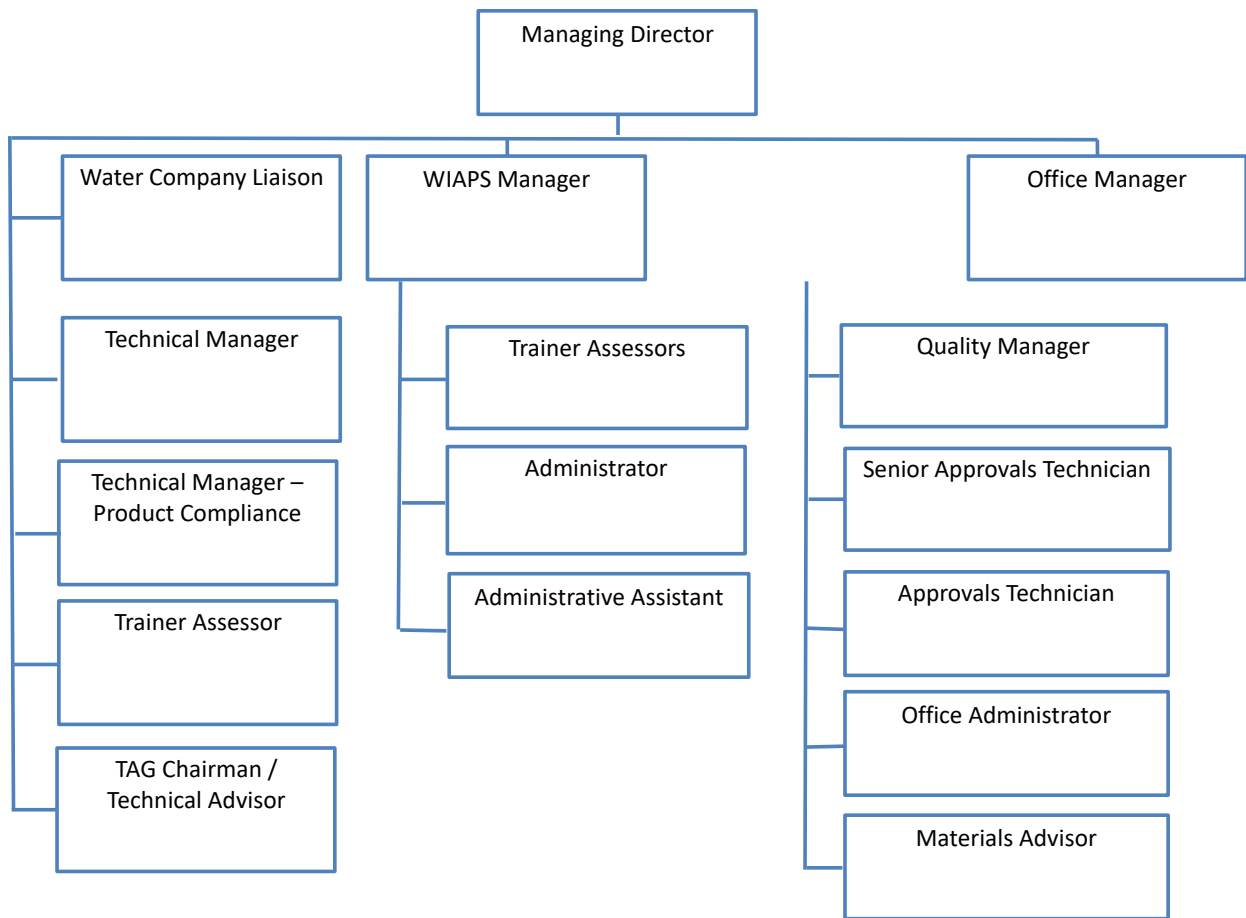 Managing Director
Water Company Liaison
WIAPS Manager
Office Manager
Technical Manager
Trainer Assessors
Quality Manager
Technical Manager –
Product Compliance
Administrator
Senior Approvals Technician
Trainer Assessor
Administrative Assistant
Approvals Technician
TAG Chairman /
Technical Advisor
Office Administrator
Materials Advisor